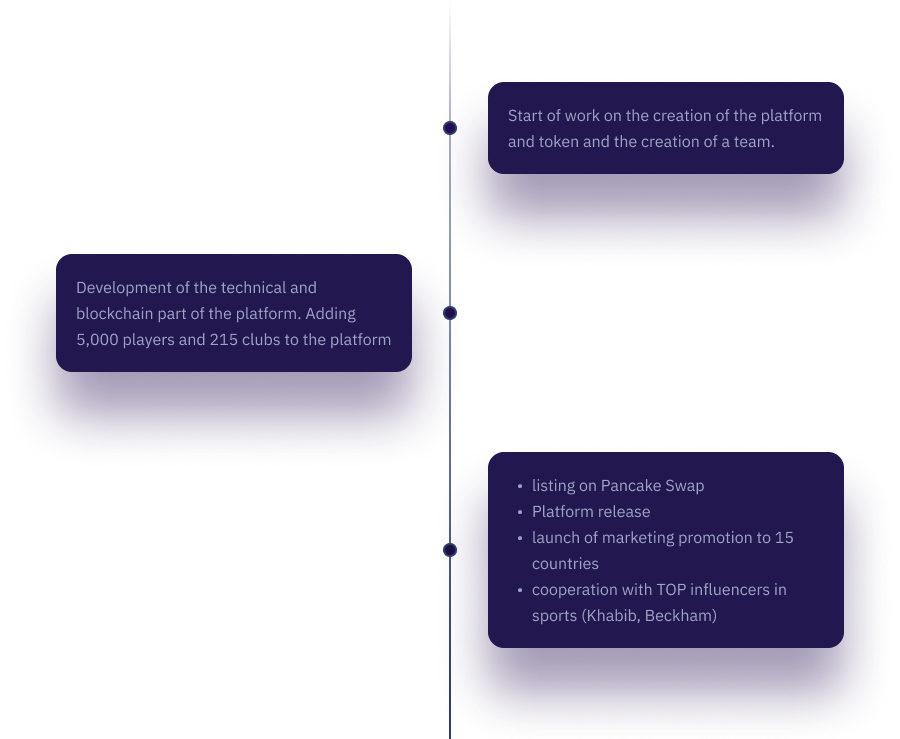 Start of work on the creation of the platform
and token and the creation of a team.
Development of the technical and
blockchain part of the platform. Adding
5,000 players and 215 clubs to the platform
• listing on Pancake Swap
• Platform release
• launch of marketing promotion to 15
countries
• cooperation with TOP influencers in
sports (Khabib, Beckham)